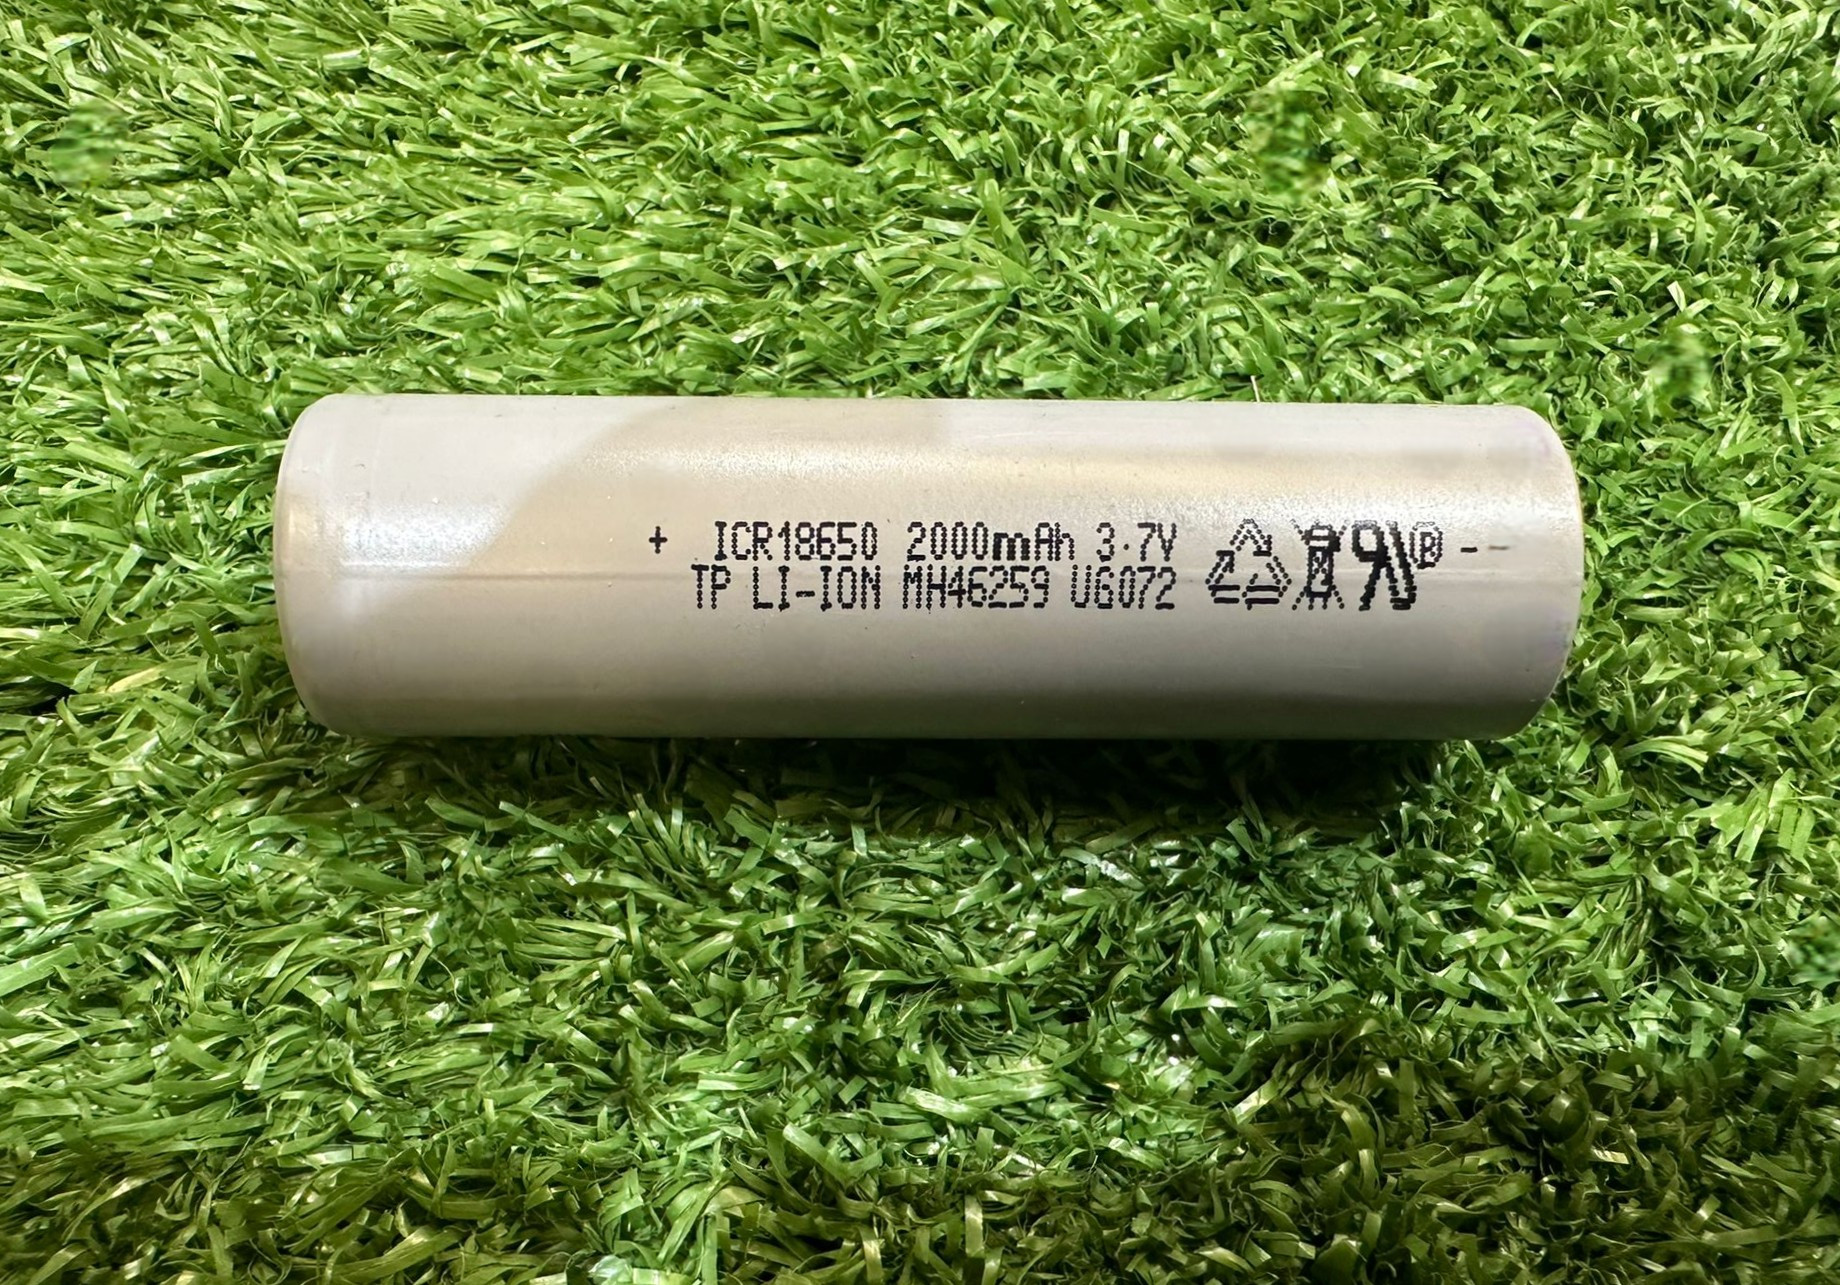 + ICR18650 2000mAh 3.7V ® - -
TP LI-ION MH46259 U6072